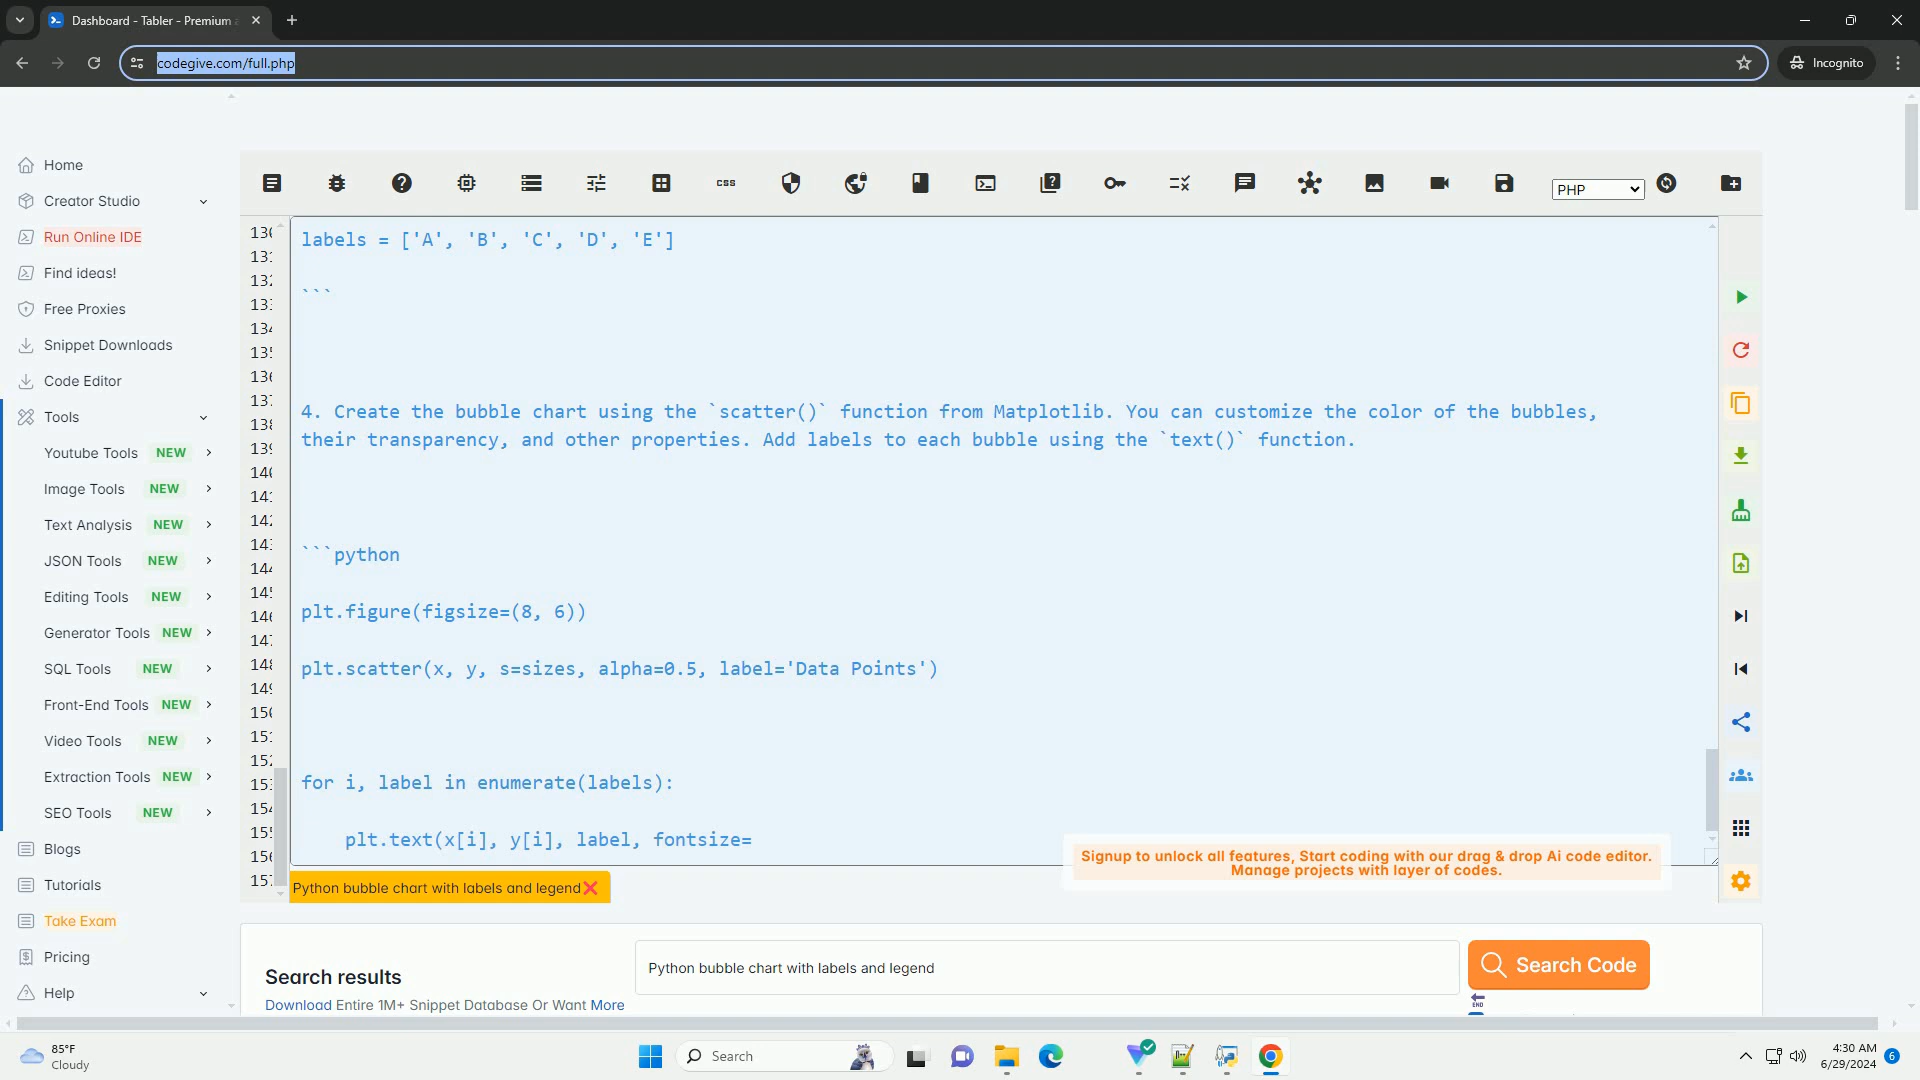 Dashboard - Tabler - Premium
codegive.com/full.php
Incognito
Home
Creator Studio
Run Online IDE
Find ideas!
Free Proxies
Snippet Downloads
Code Editor
Tools
Youtube Tools NEW
Image Tools NEW
Text Analysis NEW
JSON Tools NEW
Editing Tools NEW
Generator Tools NEW
SQL Tools NEW
Front-End Tools NEW
Video Tools NEW
Extraction Tools NEW
SEO Tools NEW
Blogs
Tutorials
Take Exam
Pricing
Help
css
PHP
labels = ['A', 'B', 'C', 'D', 'E']
```
4. Create the bubble chart using the `scatter()` function from Matplotlib. You can customize the color of the bubbles,
their transparency, and other properties. Add labels to each bubble using the `text()` function.
```python
plt.figure(figsize=(8, 6))
plt.scatter(x, y, s=sizes, alpha=0.5, label='Data Points')
for i, label in enumerate(labels):
    plt.text(x[i], y[i], label, fontsize=
Signup to unlock all features, Start coding with our drag & drop Ai code editor.
Manage projects with layer of codes.
Python bubble chart with labels and legend
Search results
Download Entire 1M+ Snippet Database Or Want More
Python bubble chart with labels and legend
Search Code
END
85°F
Cloudy
Search
4:30 AM
6/29/2024
6